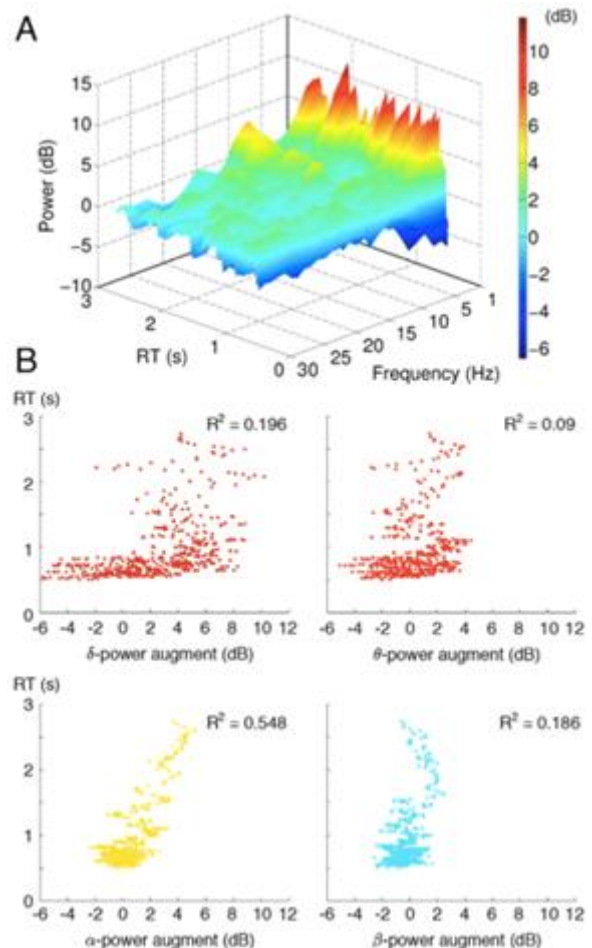 A
(dB)
15
10
5
0
−5
−10
Power (dB)
3
2
1
0
RT (s)
30
25
20
15
10
5
1
Frequency (Hz)
10
8
6
4
2
0
−2
−4
−6
B
RT (s)
3
2
1
0
R² = 0.196
-6 -4 -2 0 2 4 6 8 10 12
δ-power augment (dB)
R² = 0.09
-6 -4 -2 0 2 4 6 8 10 12
θ-power augment (dB)
RT (s)
3
2
1
0
R² = 0.548
-6 -4 -2 0 2 4 6 8 10 12
α-power augment (dB)
R² = 0.186
-6 -4 -2 0 2 4 6 8 10 12
β-power augment (dB)